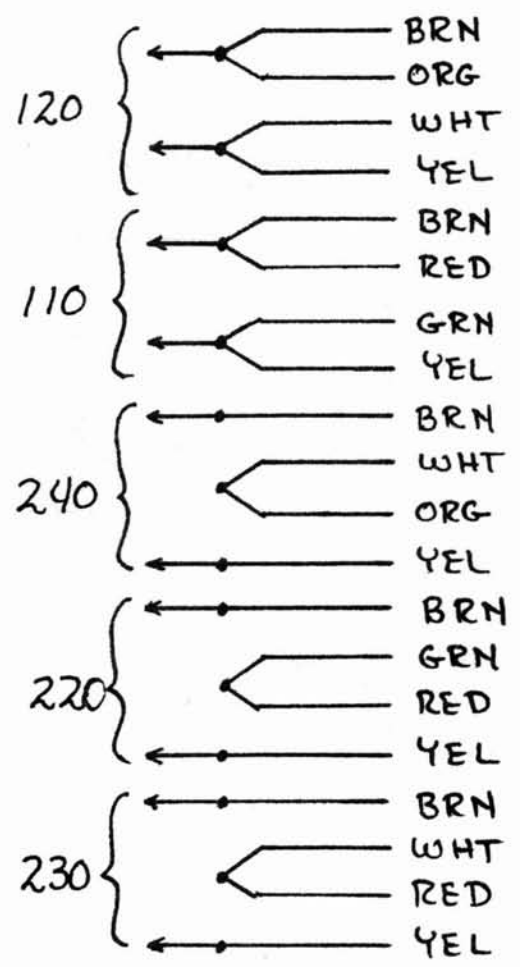 BRN
ORG
120
WHT
YEL
BRN
RED
110
GRN
YEL
BRN
WHT
240
ORG
YEL
BRN
GRN
220
RED
YEL
BRN
WHT
230
RED
YEL